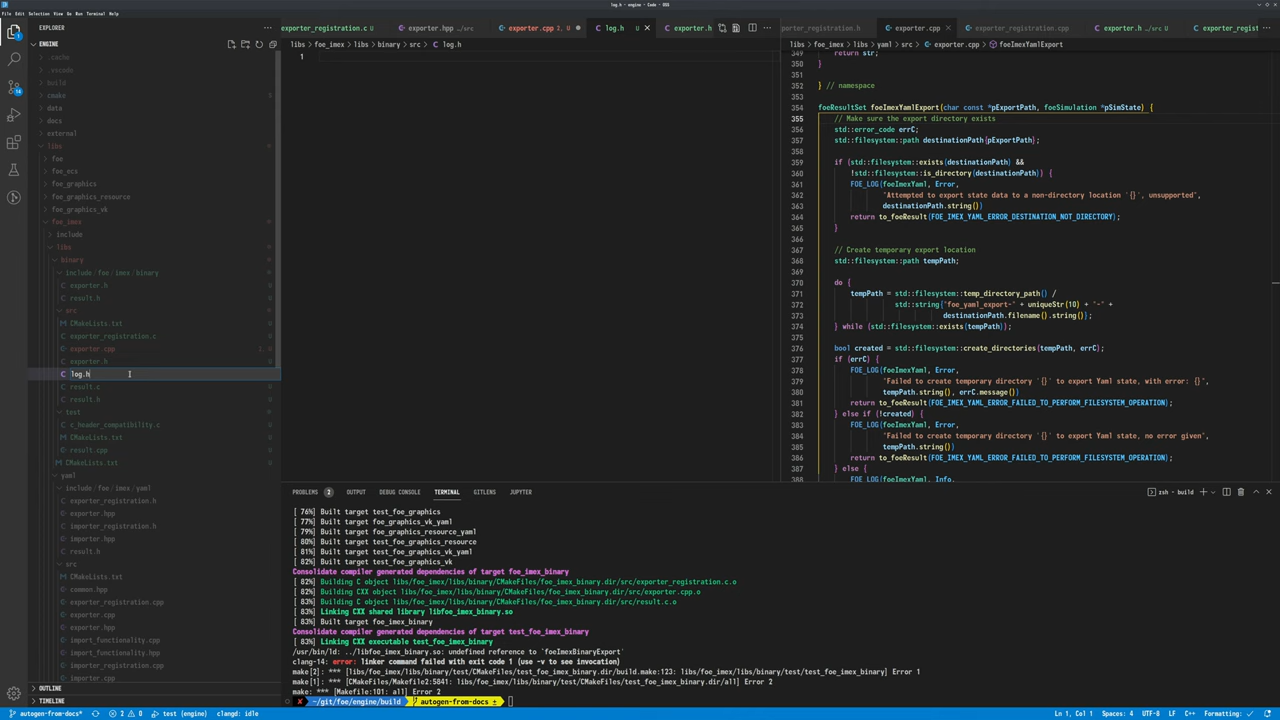 log.h - engine - Code - OSS
File Edit Selection View Go Run Terminal Help
EXPLORER
ENGINE
.cache
.vscode
build
cmake
data
docs
external
libs
foe
foe_ecs
foe_graphics
foe_graphics_resource
foe_graphics_vk
foe_imex
include
libs
binary
include / foe / imex / binary
exporter.h
result.h
src
CMakeLists.txt
exporter_registration.c
exporter.cpp 2, U
exporter.h U
log.h
result.c U
result.h U
test
c_header_compatibility.c U
CMakeLists.txt U
result.cpp U
CMakeLists.txt U
yaml
include / foe / imex / yaml
exporter_registration.h
exporter.hpp
importer_registration.h
importer.hpp
result.h
src
CMakeLists.txt
common.hpp
exporter_registration.cpp
exporter.cpp
import_functionality.cpp
importer_registration.cpp
importer.cpp
OUTLINE
TIMELINE
exporter_registration.c U exporter.hpp ../src exporter.cpp 2, U log.h exporter.h
libs > foe_imex > libs > binary > src > log.h
1
exporter_registration.h exporter.cpp exporter_registration.cpp exporter.h ../src U exporter_regist
libs > foe_imex > libs > yaml > src > exporter.cpp > foeImexYamlExport
349 return str;
350 }
351
352 } // namespace
353
354 foeResultSet foeImexYamlExport(char const *pExportPath, foeSimulation *pSimState) {
355 // Make sure the export directory exists
356 std::error_code errC;
357 std::filesystem::path destinationPath{pExportPath};
358
359 if (std::filesystem::exists(destinationPath) &&
360 !std::filesystem::is_directory(destinationPath)) {
361 FOE_LOG(foeImexYaml, Error,
362 "Attempted to export state data to a non-directory location `{}`, unsupported",
363 destinationPath.string())
364 return to_foeResult(FOE_IMEX_YAML_ERROR_DESTINATION_NOT_DIRECTORY);
365 }
366
367 // Create temporary export location
368 std::filesystem::path tempPath;
369
370 do {
371 tempPath = std::filesystem::temp_directory_path() /
372 std::string{"foe_yaml_export-" + uniqueStr(10) + "-" +
373 destinationPath.filename().string()};
374 } while (std::filesystem::exists(tempPath));
375
376 bool created = std::filesystem::create_directories(tempPath, errC);
377 if (errC) {
378 FOE_LOG(foeImexYaml, Error,
379 "Failed to create temporary directory `{}` to export Yaml state, with error: {}",
380 tempPath.string(), errC.message())
381 return to_foeResult(FOE_IMEX_YAML_ERROR_FAILED_TO_PERFORM_FILESYSTEM_OPERATION);
382 } else if (!created) {
383 FOE_LOG(foeImexYaml, Error,
384 "Failed to create temporary directory `{}` to export Yaml state, no error given",
385 tempPath.string())
386 return to_foeResult(FOE_IMEX_YAML_ERROR_FAILED_TO_PERFORM_FILESYSTEM_OPERATION);
387 } else {
388 FOE_LOG(foeImexYaml, Info,
PROBLEMS 2 OUTPUT DEBUG CONSOLE TERMINAL GITLENS JUPYTER
zsh - build
[ 76%] Built target test_foe_graphics
[ 77%] Built target foe_graphics_vk_yaml
[ 79%] Built target foe_graphics_resource_yaml
[ 80%] Built target test_foe_graphics_resource
[ 81%] Built target test_foe_graphics_vk_yaml
[ 82%] Built target test_foe_graphics_vk
Consolidate compiler generated dependencies of target foe_imex_binary
[ 82%] Building C object libs/foe_imex/libs/binary/CMakeFiles/foe_imex_binary.dir/src/exporter_registration.c.o
[ 82%] Building CXX object libs/foe_imex/libs/binary/CMakeFiles/foe_imex_binary.dir/src/exporter.cpp.o
[ 83%] Building C object libs/foe_imex/libs/binary/CMakeFiles/foe_imex_binary.dir/src/result.c.o
[ 83%] Linking CXX shared library libfoe_imex_binary.so
[ 83%] Built target foe_imex_binary
Consolidate compiler generated dependencies of target test_foe_imex_binary
[ 83%] Linking CXX executable test_foe_imex_binary
/usr/bin/ld: ../libfoe_imex_binary.so: undefined reference to `foeImexBinaryExport'
clang-14: error: linker command failed with exit code 1 (use -v to see invocation)
make[2]: *** [libs/foe_imex/libs/binary/test/CMakeFiles/test_foe_imex_binary.dir/build.make:123: libs/foe_imex/libs/binary/test/test_foe_imex_binary] Error 1
make[1]: *** [CMakeFiles/Makefile2:5841: libs/foe_imex/libs/binary/test/CMakeFiles/test_foe_imex_binary.dir/all] Error 2
make: *** [Makefile:101: all] Error 2
~/git/foe/engine/build autogen-from-docs ±
autogen-from-docs* 2 0 test (engine) clangd: idle
Ln 1, Col 1 Spaces: 4 UTF-8 LF C++ Formatting: